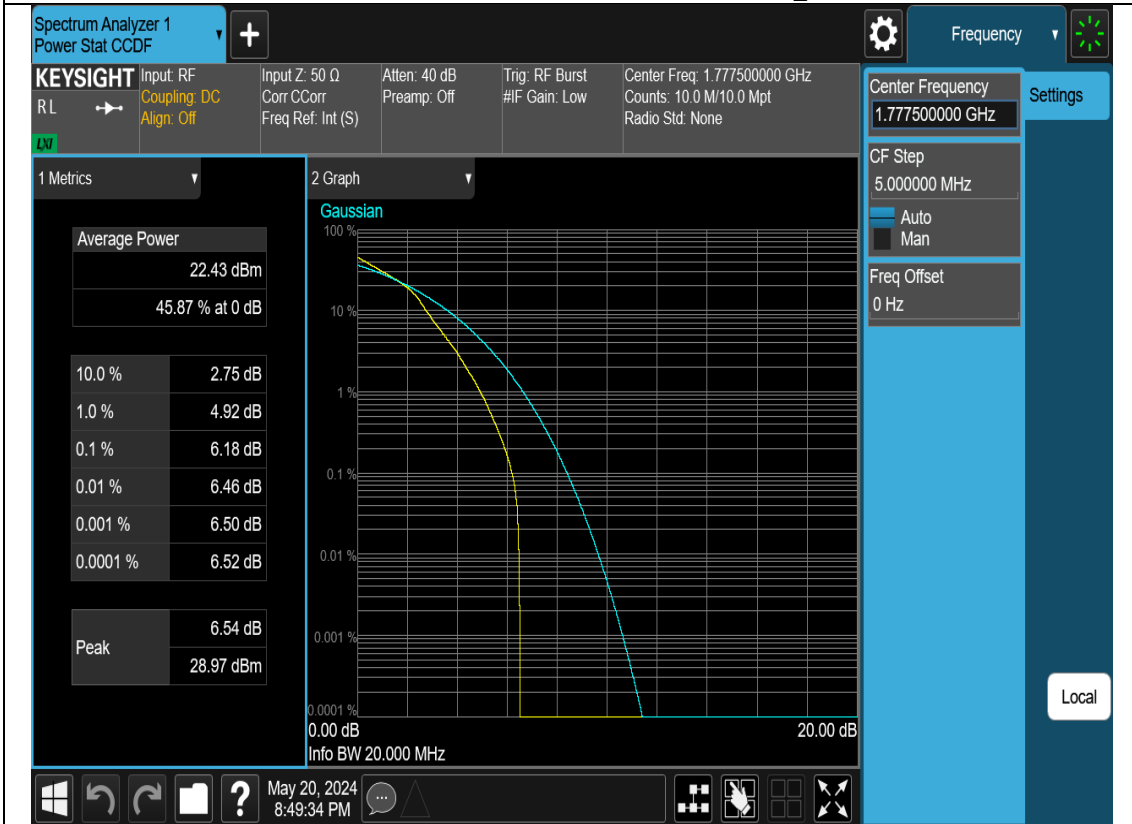 Spectrum Analyzer 1
Power Stat CCDF
+
Frequency
KEYSIGHT
RL
LXI
Input: RF
Coupling: DC
Align: Off
Input Z: 50 Ω
Corr CCorr
Freq Ref: Int (S)
Atten: 40 dB
Preamp: Off
Trig: RF Burst
#IF Gain: Low
Center Freq: 1.777500000 GHz
Counts: 10.0 M/10.0 Mpt
Radio Std: None
Center Frequency
1.777500000 GHz
Settings
CF Step
5.000000 MHz
Auto
Man
Freq Offset
0 Hz
1 Metrics
Average Power
22.43 dBm
45.87 % at 0 dB
10.0 % 2.75 dB
1.0 % 4.92 dB
0.1 % 6.18 dB
0.01 % 6.46 dB
0.001 % 6.50 dB
0.0001 % 6.52 dB
Peak
6.54 dB
28.97 dBm
2 Graph
Gaussian
100 %
10 %
1 %
0.1 %
0.01 %
0.001 %
0.0001 %
0.00 dB 20.00 dB
Info BW 20.000 MHz
Local
?
May 20, 2024
8:49:34 PM